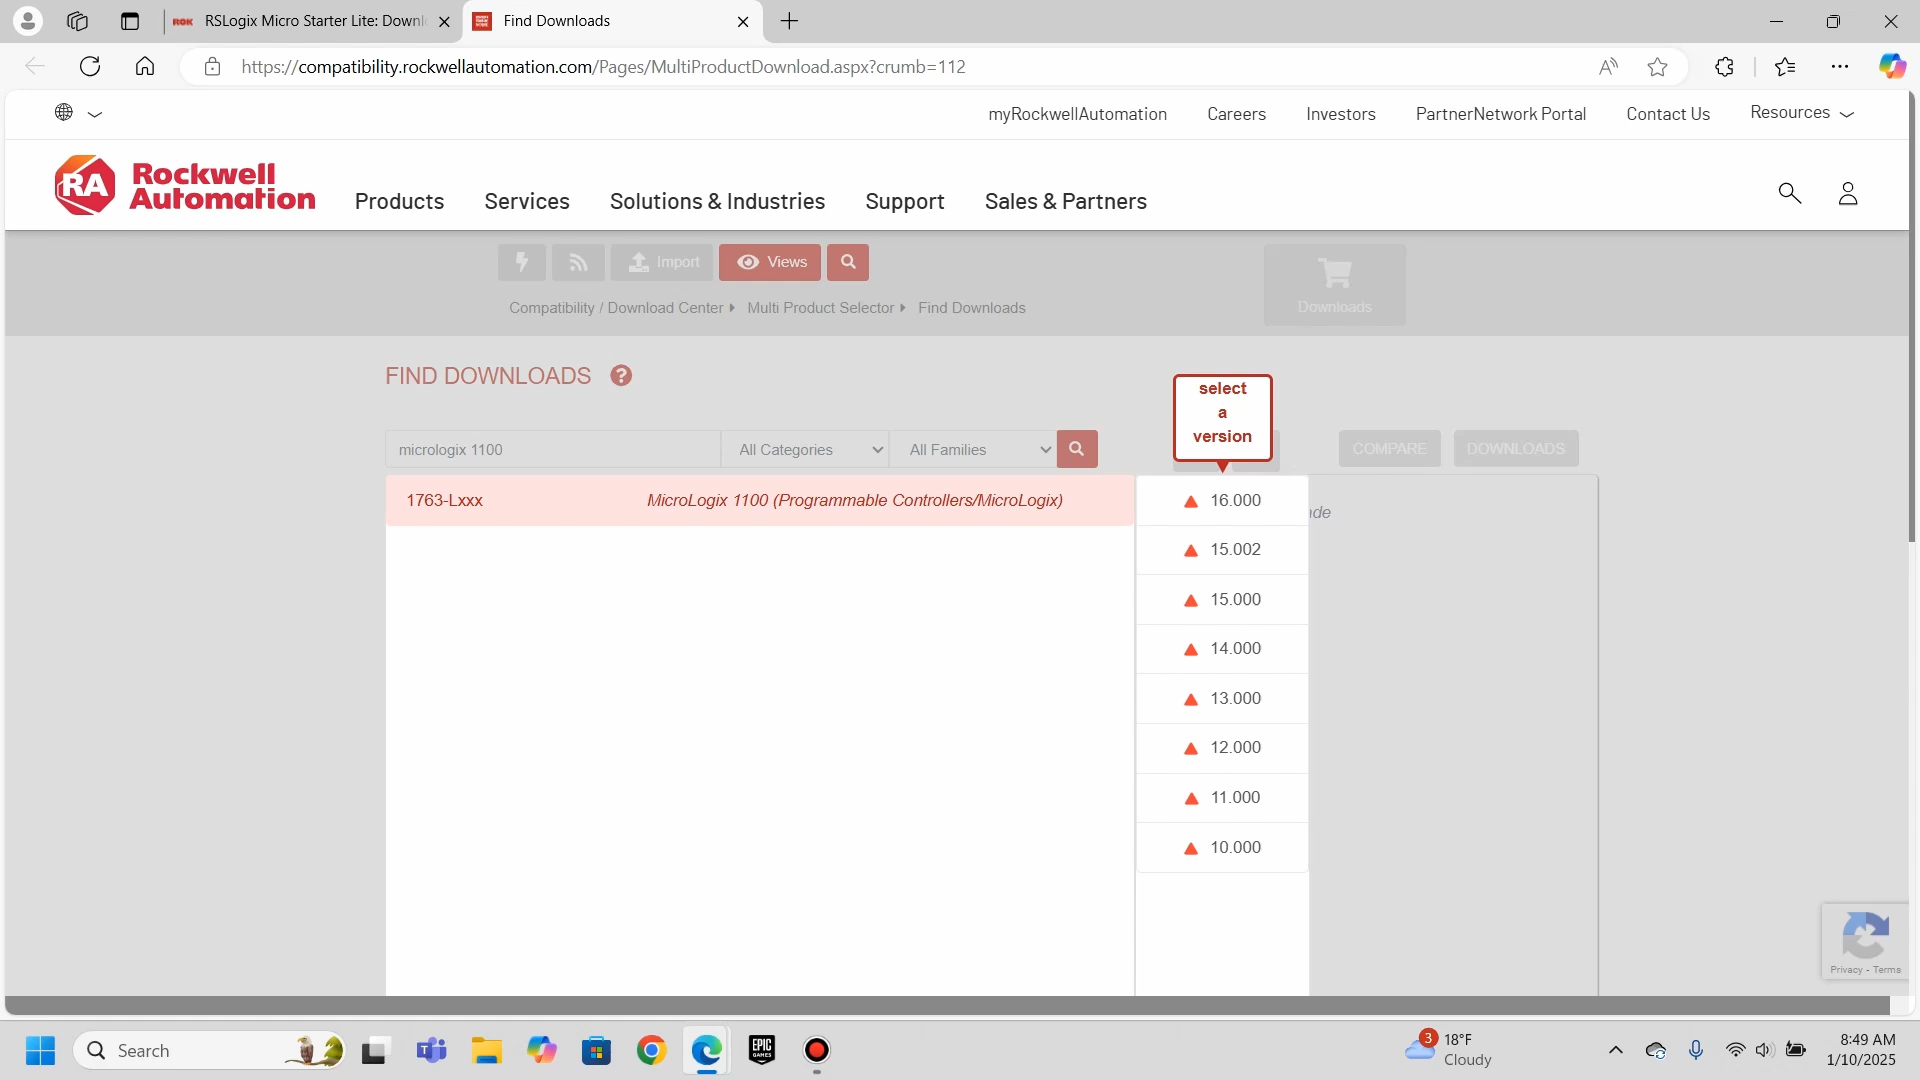 RSLogix Micro Starter Lite: Downl
Find Downloads
https://compatibility.rockwellautomation.com/Pages/MultiProductDownload.aspx?crumb=112
myRockwellAutomation
Careers
Investors
PartnerNetwork Portal
Contact Us
Resources
RA
Rockwell
Automation
Products
Services
Solutions & Industries
Support
Sales & Partners
Import
Views
Downloads
Compatibility / Download Center
Multi Product Selector
Find Downloads
FIND DOWNLOADS
select
a
version
micrologix 1100
All Categories
All Families
COMPARE
DOWNLOADS
1763-Lxxx
MicroLogix 1100 (Programmable Controllers/MicroLogix)
16.000
15.002
15.000
14.000
13.000
12.000
11.000
10.000
Privacy - Terms
Search
EPIC
GAMES
3
18°F
Cloudy
8:49 AM
1/10/2025